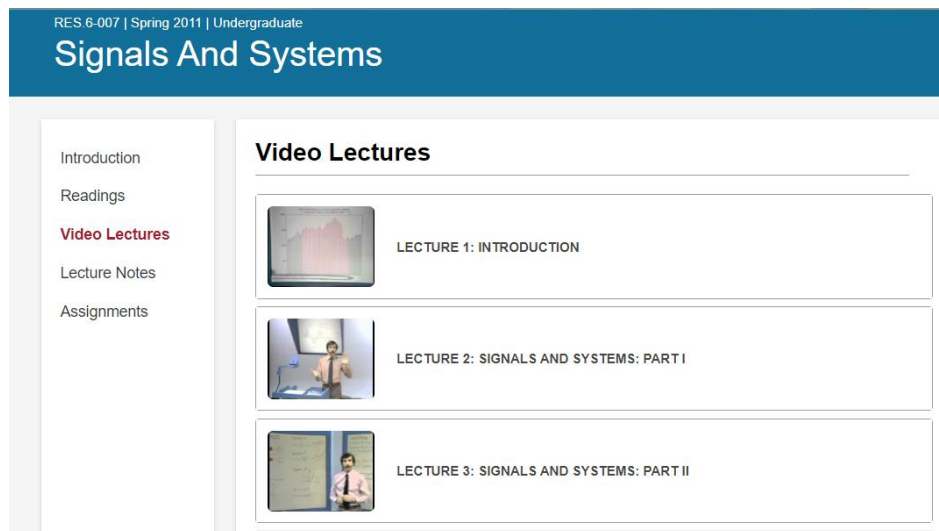 RES.6-007 | Spring 2011 | Undergraduate
Signals And Systems
Introduction
Readings
Video Lectures
Lecture Notes
Assignments
Video Lectures
LECTURE 1: INTRODUCTION
LECTURE 2: SIGNALS AND SYSTEMS: PART I
LECTURE 3: SIGNALS AND SYSTEMS: PART II